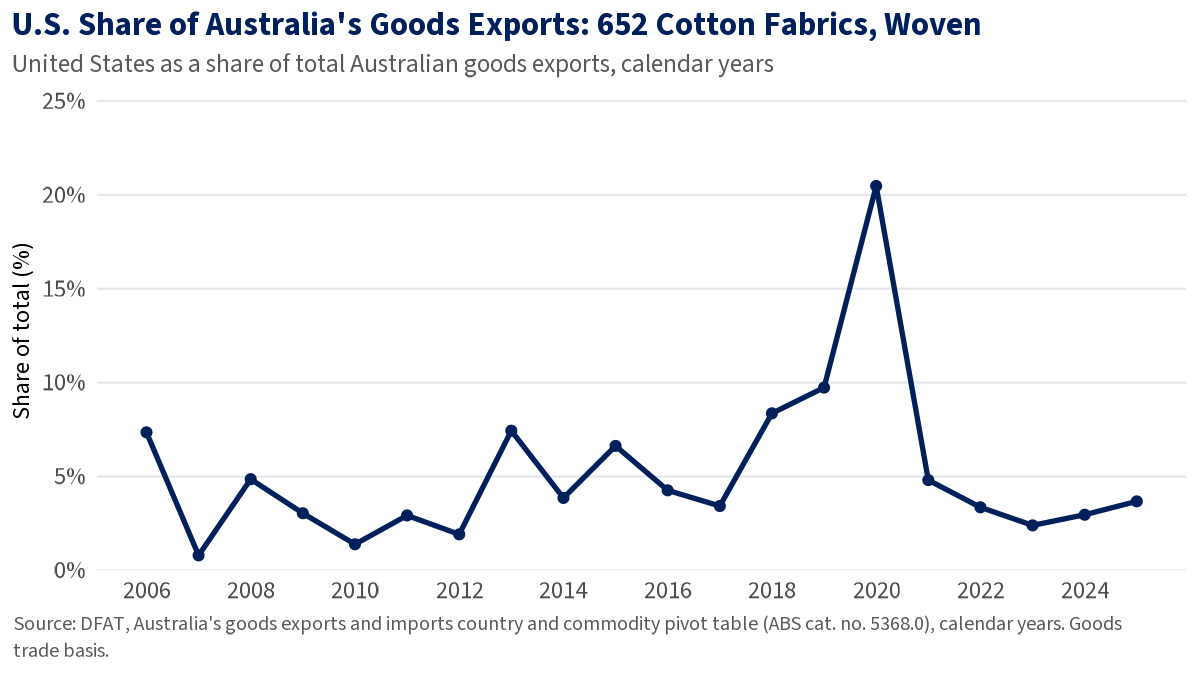 U.S. Share of Australia's Goods Exports: 652 Cotton Fabrics, Woven
United States as a share of total Australian goods exports, calendar years
Share of total (%)
25%
20%
15%
10%
5%
0%
2006 2008 2010 2012 2014 2016 2018 2020 2022 2024
Source: DFAT, Australia's goods exports and imports country and commodity pivot table (ABS cat. no. 5368.0), calendar years. Goods
trade basis.